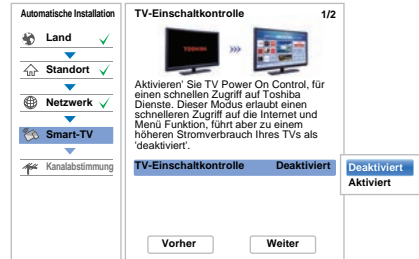 Automatische Installation
Land
Standort
Netzwerk
Smart-TV
Kanalabstimmung
TV-Einschaltkontrolle 1/2
TOSHIBA
Aktivieren' Sie TV Power On Control, für
einen schnellen Zugriff auf Toshiba
Dienste. Dieser Modus erlaubt einen
schnelleren Zugriff auf die Internet und
Menü Funktion, führt aber zu einem
höheren Stromverbrauch Ihres TVs als
'deaktiviert'.
TV-Einschaltkontrolle Deaktiviert
Deaktiviert
Aktiviert
Vorher Weiter